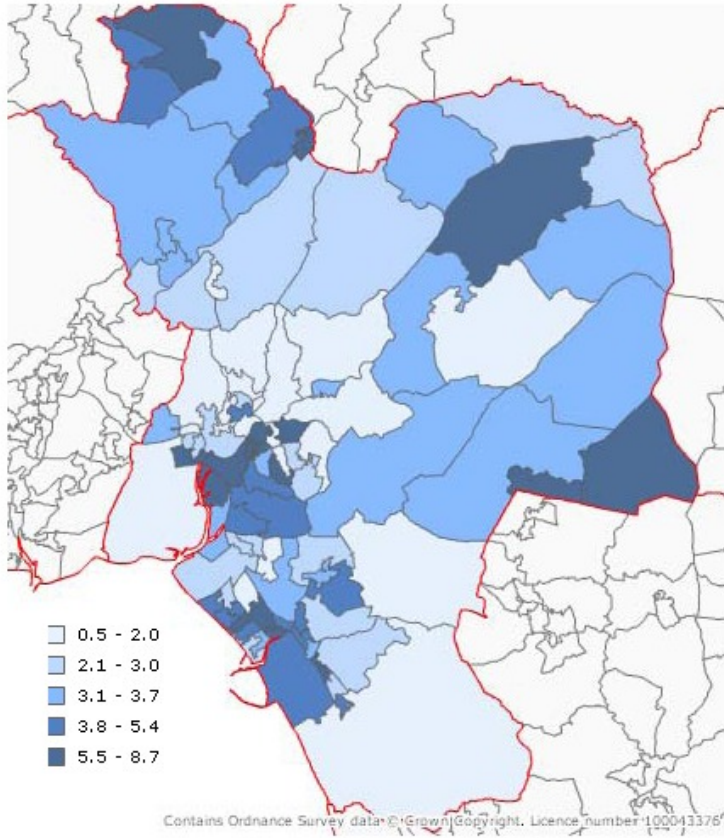 0.5 - 2.0
2.1 - 3.0
3.1 - 3.7
3.8 - 5.4
5.5 - 8.7
Contains Ordnance Survey data © Crown Copyright. Licence number 100043376